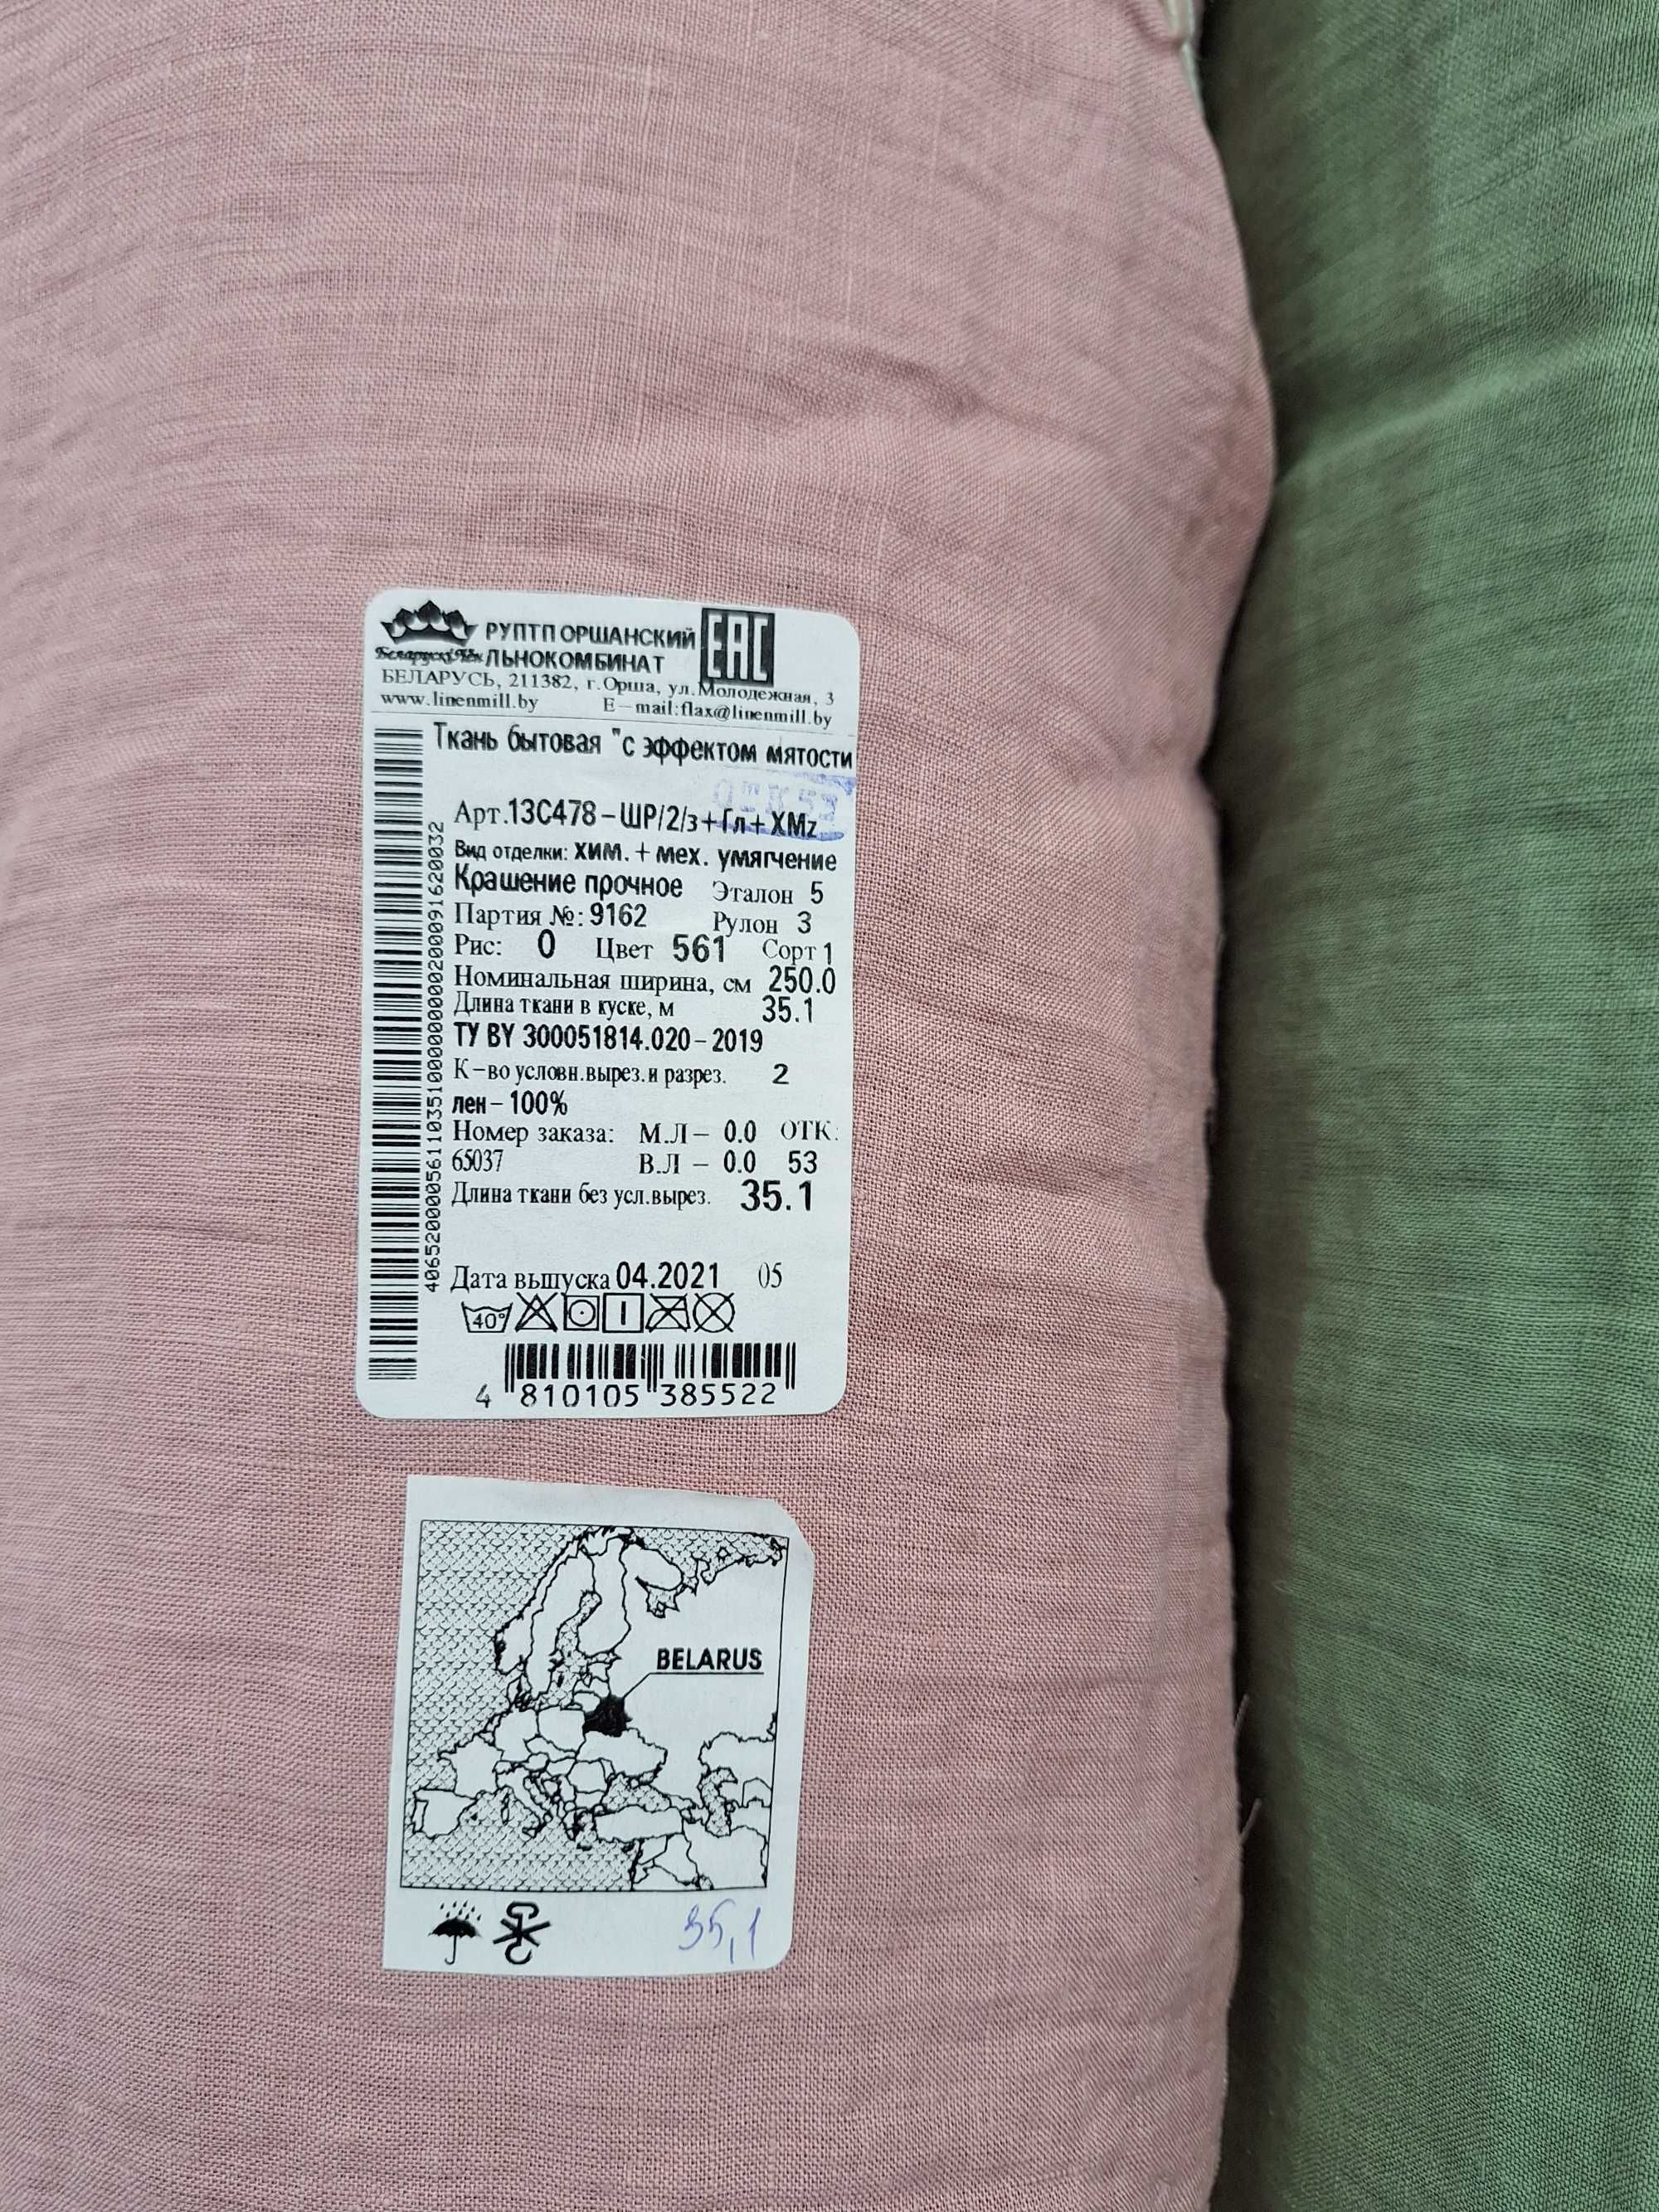 РУПТП ОРШАНСКИЙ
ЛЬНОКОМБИНАТ
EAC
Беларускi лён
БЕЛАРУСЬ, 211382, г.Орша, ул.Молодежная, 3
www.linenmill.by E-mail:flax@linenmill.by
Ткань бытовая "с эффектом мятости
Арт.13С478-ШР/2/з+Гл+ХМz
Вид отделки: хим.+мех. умягчение
Крашение прочное Эталон 5
Партия №: 9162 Рулон 3
Рис: 0 Цвет 561 Сорт 1
Номинальная ширина, см 250.0
Длина ткани в куске, м 35.1
ТУ BY 300051814.020-2019
К-во условн.вырез.и разрез. 2
лен-100%
Номер заказа: М.Л- 0.0 ОТК:
65037 В.Л - 0.0 53
Длина ткани без усл.вырез. 35.1
Дата выпуска 04.2021 05
40°
4 810105 385522
BELARUS
35,1